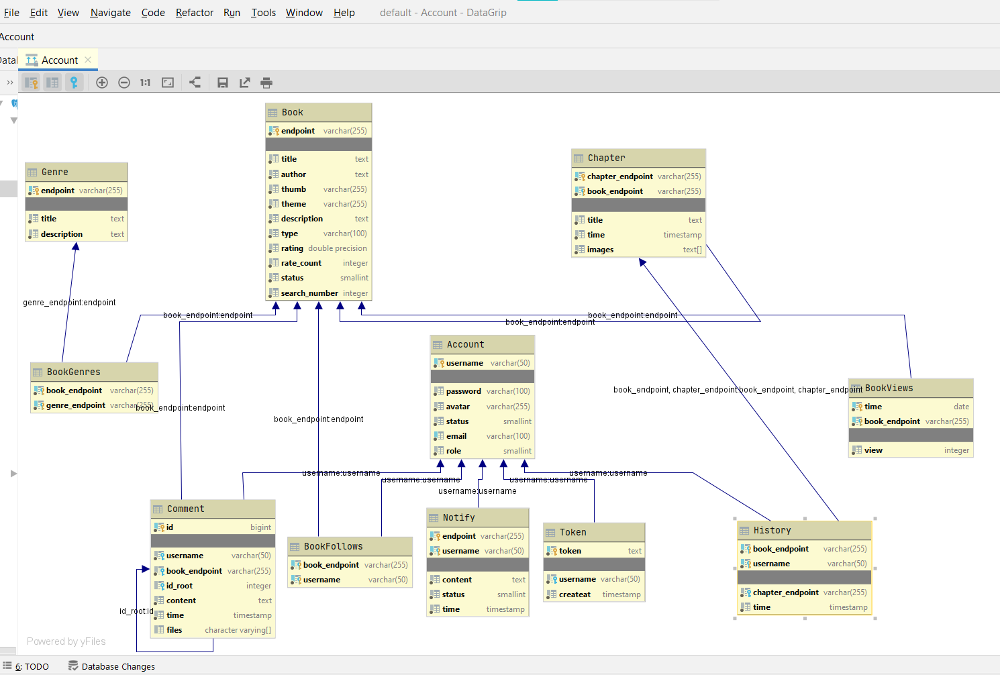 File Edit View Navigate Code Refactor Run Tools Window Help default - Account - DataGrip
Account
Account
1:1
Book
endpoint varchar(255)
title text
author text
thumb varchar(255)
theme varchar(255)
description text
type varchar(100)
rating double precision
rate_count integer
status smallint
search_number integer
Genre
endpoint varchar(255)
title text
description text
Chapter
chapter_endpoint varchar(255)
book_endpoint varchar(255)
title text
time timestamp
images text[]
genre_endpoint:endpoint
book_endpoint:endpoint
book_endpoint:endpoint
book_endpoint:endpoint
Account
username varchar(50)
password varchar(100)
avatar varchar(255)
status smallint
email varchar(100)
role smallint
BookGenres
book_endpoint varchar(255)
genre_endpoint varchar(255)
book_endpoint:endpoint
book_endpoint:endpoint
book_endpoint, chapter_endpoint:book_endpoint, chapter_endpoint
BookViews
time date
book_endpoint varchar(255)
view integer
username:username
username:username
username:username
username:username
username:username
Comment
id bigint
username varchar(50)
book_endpoint varchar(255)
id_root integer
content text
time timestamp
files character varying[]
id_root:id
BookFollows
book_endpoint varchar(255)
username varchar(50)
Notify
endpoint varchar(255)
username varchar(50)
content text
status smallint
time timestamp
Token
token text
username varchar(50)
createat timestamp
History
book_endpoint varchar(255)
username varchar(50)
chapter_endpoint varchar(255)
time timestamp
Powered by yFiles
6: TODO Database Changes